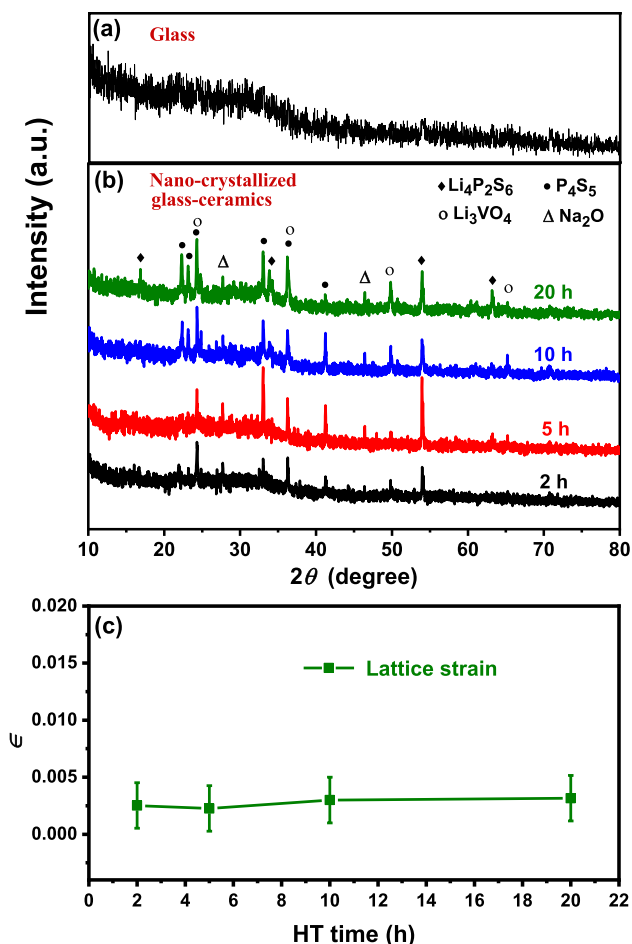 (a)
Glass
(b)
Nano-crystallized
glass-ceramics
♦ Li₄P₂S₆ • P₄S₅
○ Li₃VO₄ Δ Na₂O
20 h
10 h
5 h
2 h
Intensity (a.u.)
10 20 30 40 50 60 70 80
2θ (degree)
(c)
Lattice strain
0.020
0.015
0.010
0.005
0.000
ϵ
0 2 4 6 8 10 12 14 16 18 20 22
HT time (h)